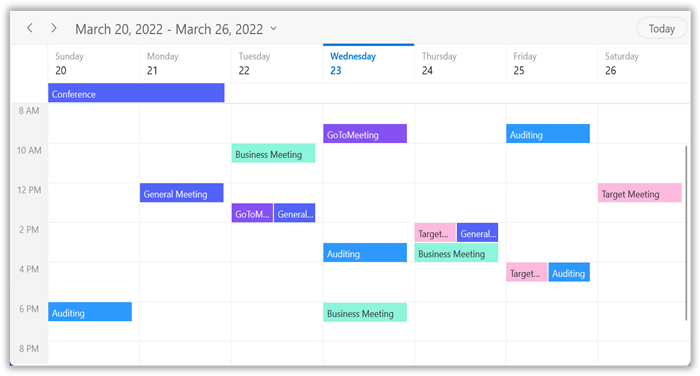 March 20, 2022 - March 26, 2022
Today
Sunday
20
Monday
21
Tuesday
22
Wednesday
23
Thursday
24
Friday
25
Saturday
26
Conference
8 AM
GoToMeeting
Auditing
10 AM
Business Meeting
12 PM
General Meeting
Target Meeting
GoToM...
General...
2 PM
Target...
General...
Auditing
Business Meeting
4 PM
Target...
Auditing
6 PM
Auditing
Business Meeting
8 PM